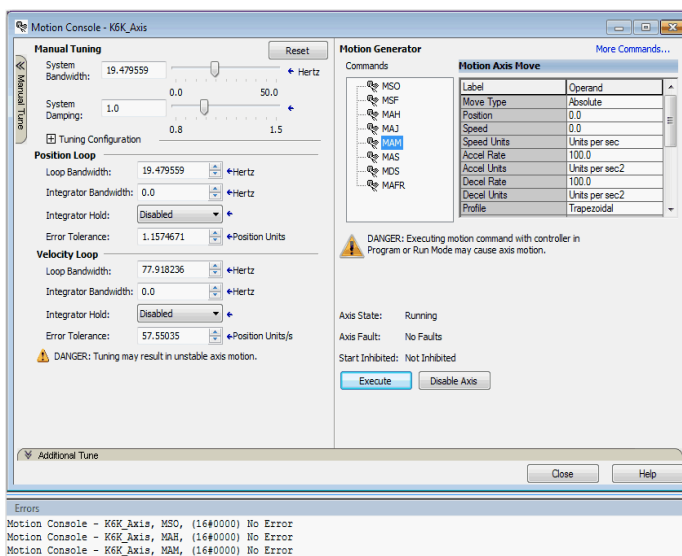 Motion Console - K6K_Axis
Manual Tuning
Reset
Manual Tune
System Bandwidth:
19.479559
Hertz
0.0 50.0
System Damping:
1.0
0.8 1.5
Tuning Configuration
Position Loop
Loop Bandwidth: 19.479559 Hertz
Integrator Bandwidth: 0.0 Hertz
Integrator Hold: Disabled
Error Tolerance: 1.1574671 Position Units
Velocity Loop
Loop Bandwidth: 77.918236 Hertz
Integrator Bandwidth: 0.0 Hertz
Integrator Hold: Disabled
Error Tolerance: 57.55035 Position Units/s
DANGER: Tuning may result in unstable axis motion.
Additional Tune
Motion Generator
More Commands...
Commands
MSO
MSF
MAH
MAJ
MAM
MAS
MDS
MAFR
Motion Axis Move
Label Operand
Move Type Absolute
Position 0.0
Speed 0.0
Speed Units Units per sec
Accel Rate 100.0
Accel Units Units per sec2
Decel Rate 100.0
Decel Units Units per sec2
Profile Trapezoidal
DANGER: Executing motion command with controller in
Program or Run Mode may cause axis motion.
Axis State: Running
Axis Fault: No Faults
Start Inhibited: Not Inhibited
Execute
Disable Axis
Close
Help
Errors
Motion Console - K6K_Axis, MSO, (16#0000) No Error
Motion Console - K6K_Axis, MAH, (16#0000) No Error
Motion Console - K6K_Axis, MAM, (16#0000) No Error